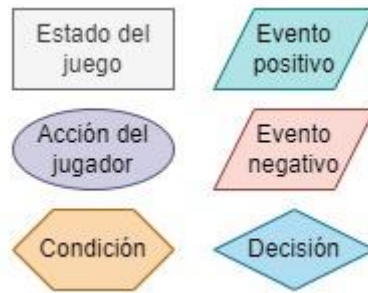 Estado del
juego
Evento
positivo
Acción del
jugador
Evento
negativo
Condición
Decisión